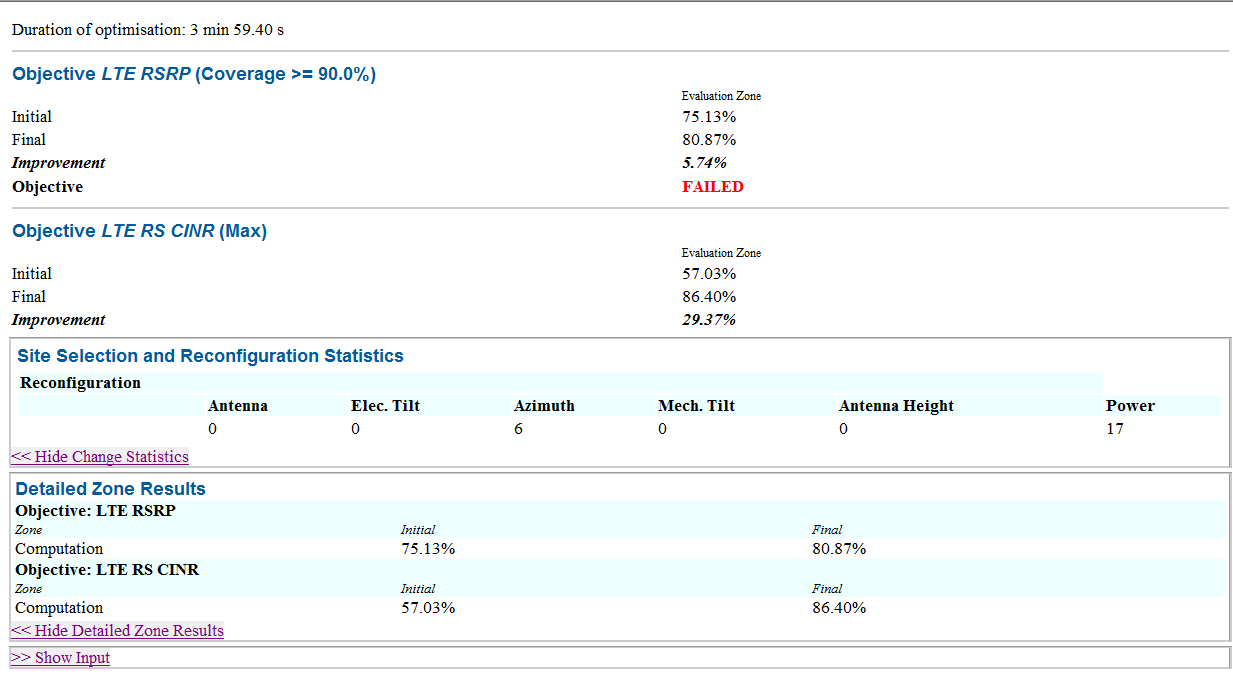 Duration of optimisation: 3 min 59.40 s
Objective LTE RSRP (Coverage >= 90.0%)
Evaluation Zone
Initial 75.13%
Final 80.87%
Improvement 5.74%
Objective FAILED
Objective LTE RS CINR (Max)
Evaluation Zone
Initial 57.03%
Final 86.40%
Improvement 29.37%
Site Selection and Reconfiguration Statistics
Reconfiguration
Antenna Elec. Tilt Azimuth Mech. Tilt Antenna Height Power
0 0 6 0 0 17
<< Hide Change Statistics
Detailed Zone Results
Objective: LTE RSRP
Zone Initial Final
Computation 75.13% 80.87%
Objective: LTE RS CINR
Zone Initial Final
Computation 57.03% 86.40%
<< Hide Detailed Zone Results
>> Show Input